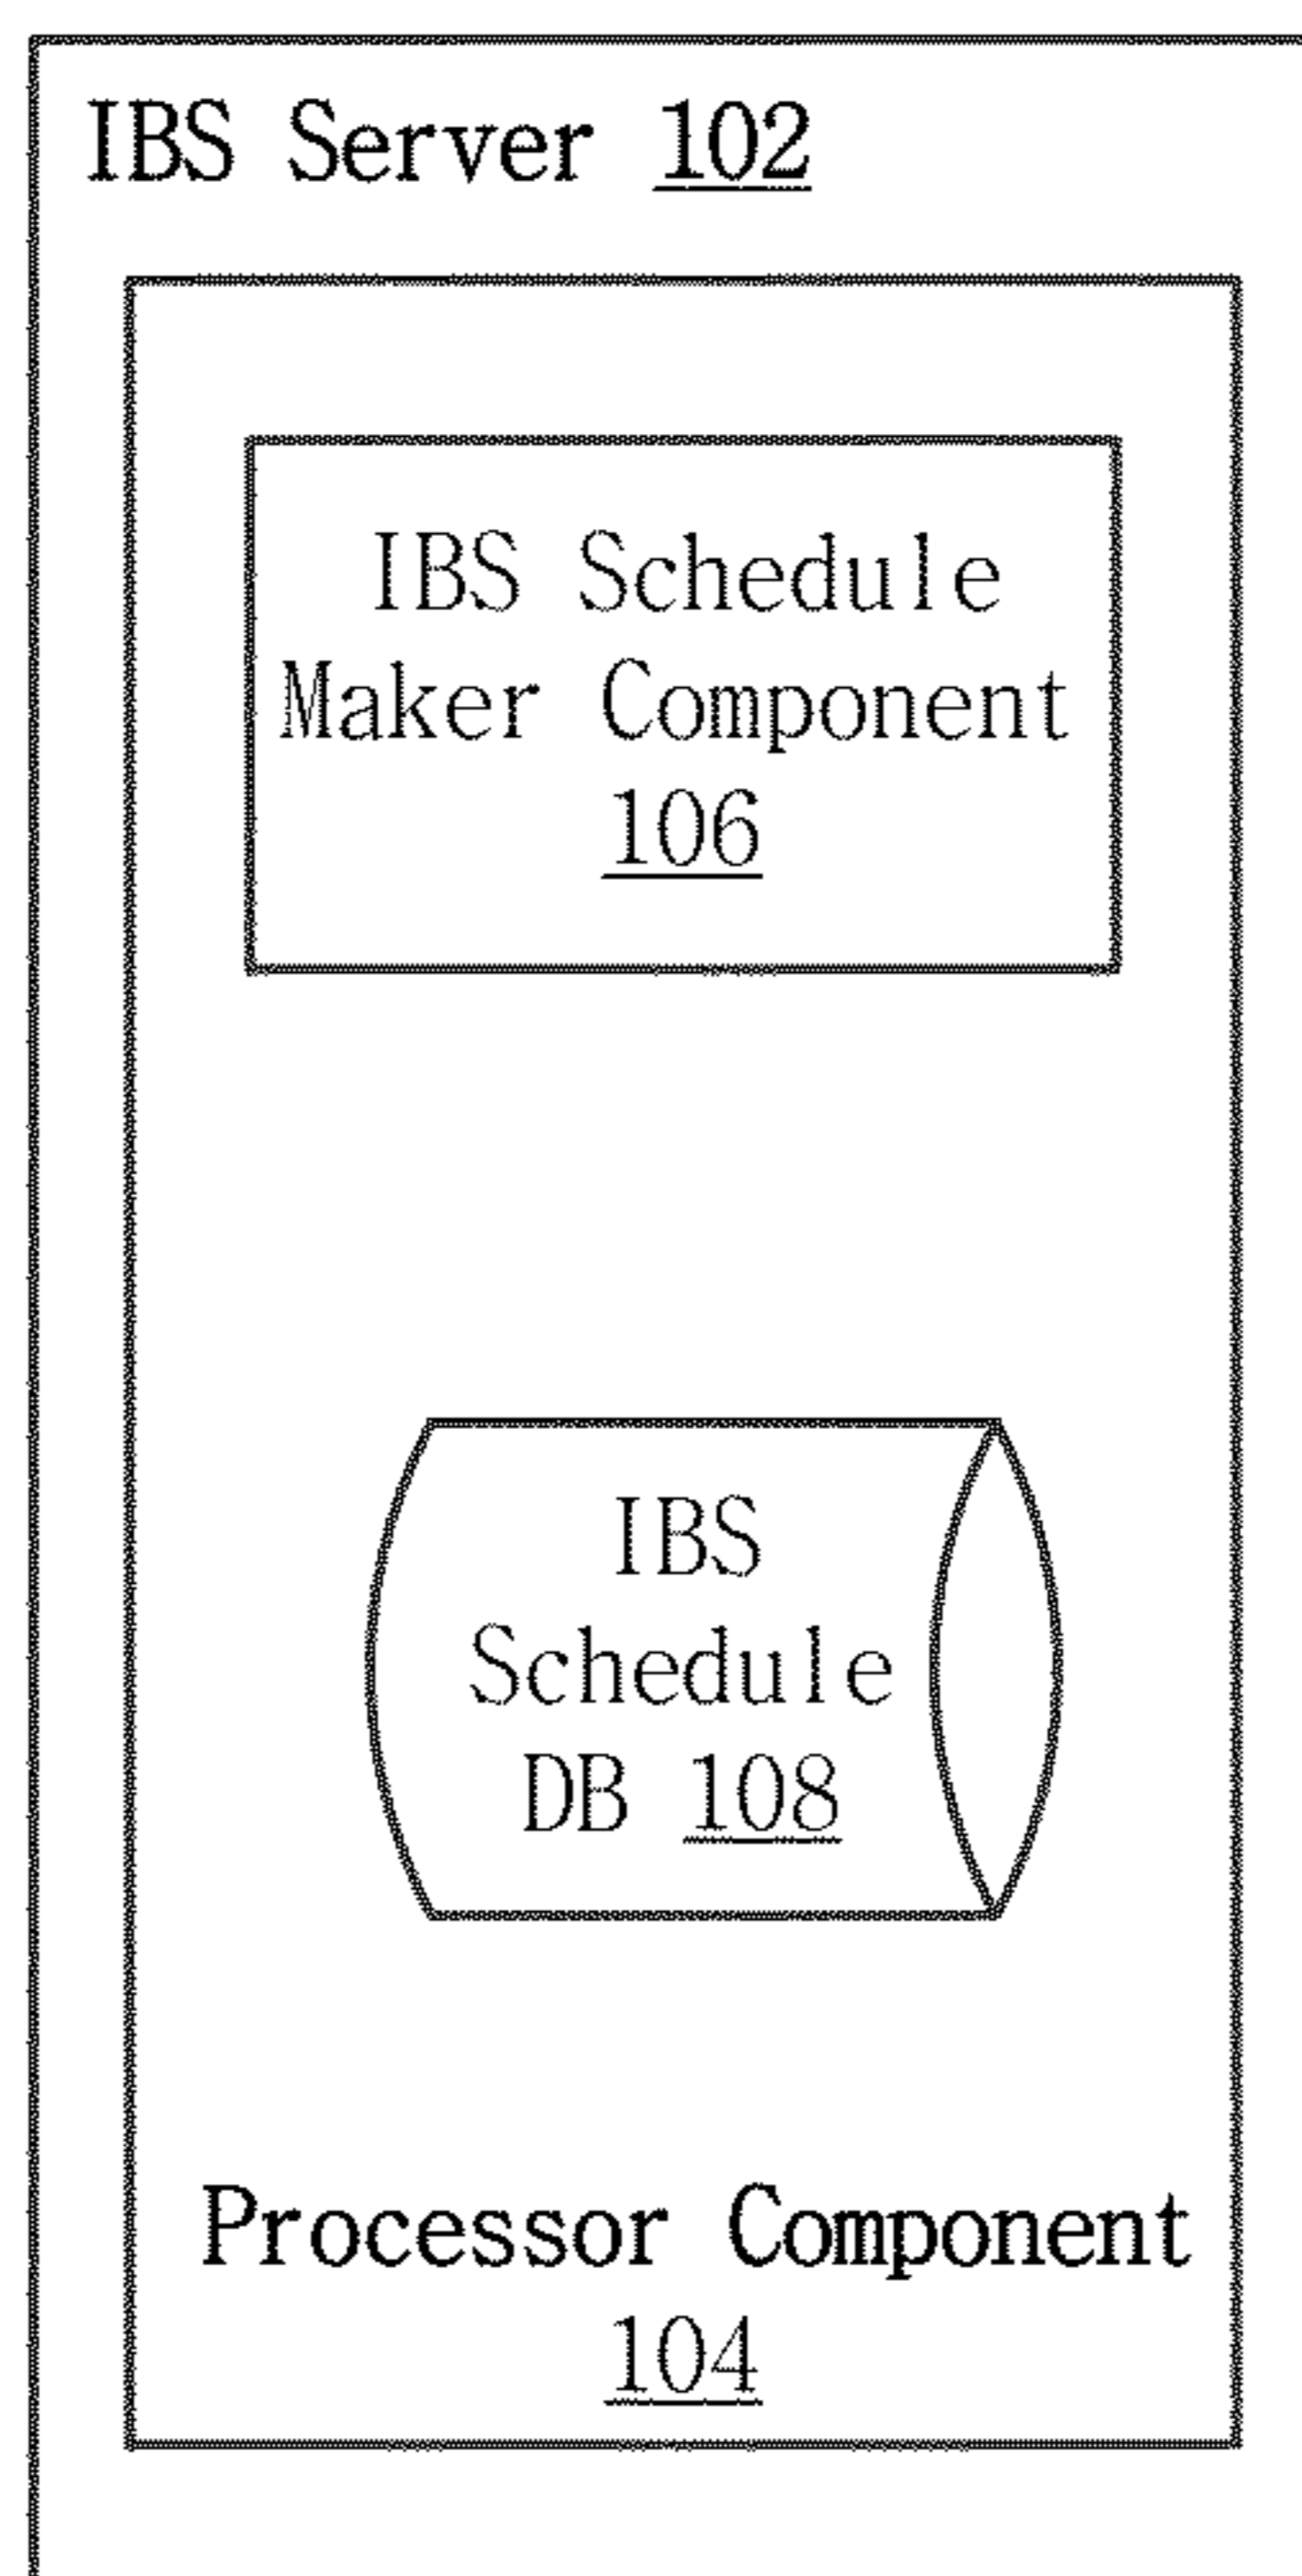 IBS Server 102
IBS Schedule
Maker Component
106
IBS
Schedule
DB 108
Processor Component
104